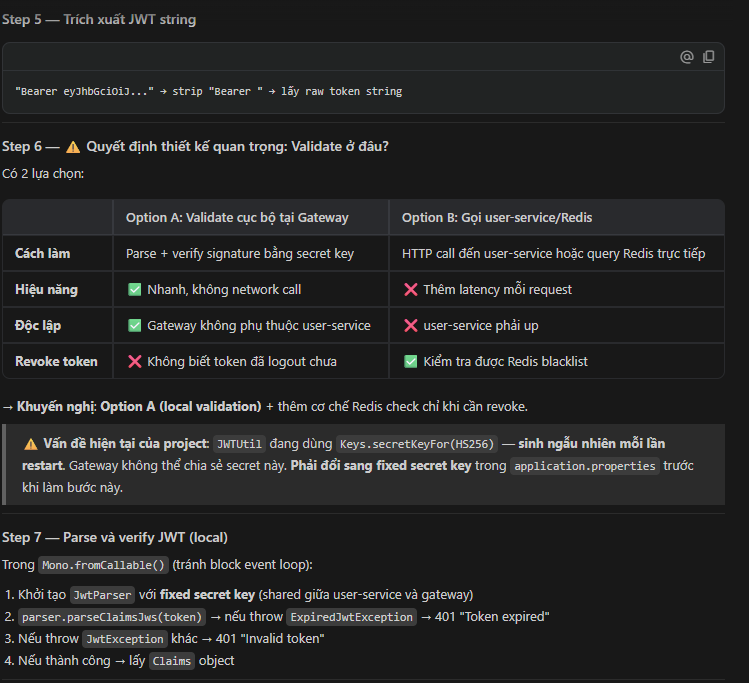 Step 5 — Trích xuất JWT string
"Bearer eyJhbGciOiJ..." → strip "Bearer " → lấy raw token string
Step 6 — ⚠️ Quyết định thiết kế quan trọng: Validate ở đâu?
Có 2 lựa chọn:
Option A: Validate cục bộ tại Gateway Option B: Gọi user-service/Redis
Cách làm Parse + verify signature bằng secret key HTTP call đến user-service hoặc query Redis trực tiếp
Hiệu năng ✅ Nhanh, không network call ❌ Thêm latency mỗi request
Độc lập ✅ Gateway không phụ thuộc user-service ❌ user-service phải up
Revoke token ❌ Không biết token đã logout chưa ✅ Kiểm tra được Redis blacklist
→ Khuyến nghị: Option A (local validation) + thêm cơ chế Redis check chỉ khi cần revoke.
⚠️ Vấn đề hiện tại của project: JWTUtil đang dùng Keys.secretKeyFor(HS256) — sinh ngẫu nhiên mỗi lần
restart. Gateway không thể chia sẻ secret này. Phải đổi sang fixed secret key trong application.properties trước
khi làm bước này.
Step 7 — Parse và verify JWT (local)
Trong Mono.fromCallable() (tránh block event loop):
1. Khởi tạo JwtParser với fixed secret key (shared giữa user-service và gateway)
2. parser.parseClaimsJws(token) → nếu throw ExpiredJwtException → 401 "Token expired"
3. Nếu throw JwtException khác → 401 "Invalid token"
4. Nếu thành công → lấy Claims object